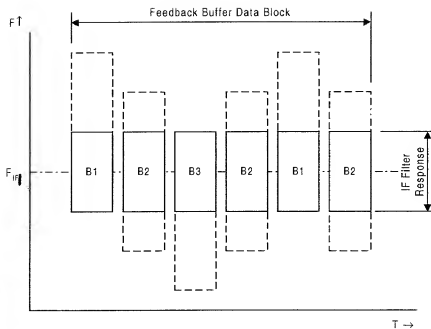 Feedback Buffer Data Block
F↑
F_IF
B1 B2 B3 B2 B1 B2
IF Filter
Response
T →